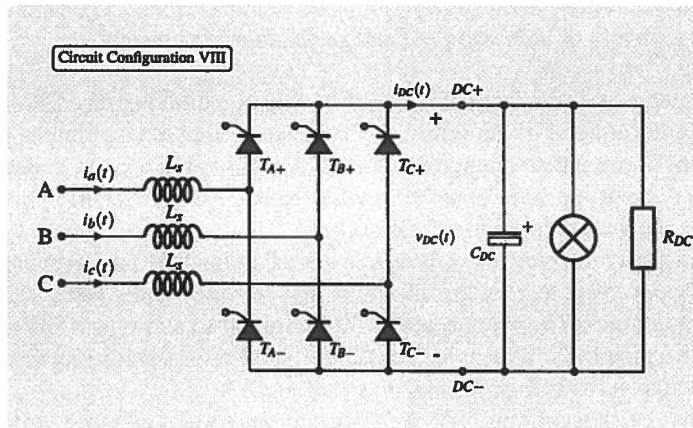 Circuit Configuration VIII
i_DC(t) DC+
+
T_A+ T_B+ T_C+
A i_a(t) L_s
B i_b(t) L_s
C i_c(t) L_s
v_DC(t) C_DC + R_DC
T_A- T_B- T_C- -
DC-